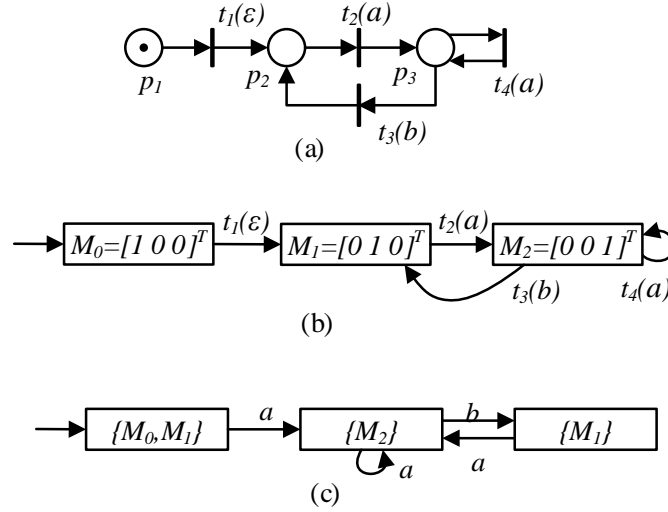 t₁(ε) t₂(a)
p₁ p₂ p₃ t₄(a)
t₃(b)
(a)
t₁(ε) t₂(a)
M₀=[1 0 0]ᵀ M₁=[0 1 0]ᵀ M₂=[0 0 1]ᵀ
t₃(b) t₄(a)
(b)
a b
{M₀,M₁} {M₂} {M₁}
a a
(c)